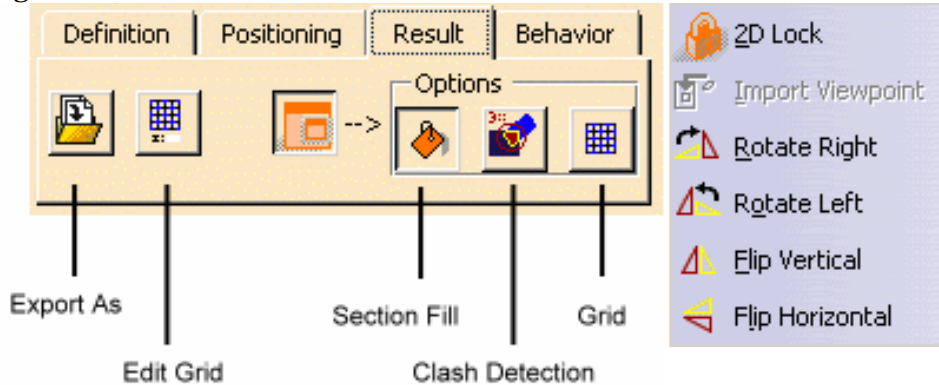 g
Definition Positioning Result Behavior
Options
-->
Export As
Edit Grid
Section Fill
Clash Detection
Grid
2D Lock
Import Viewpoint
Rotate Right
Rotate Left
Flip Vertical
Flip Horizontal